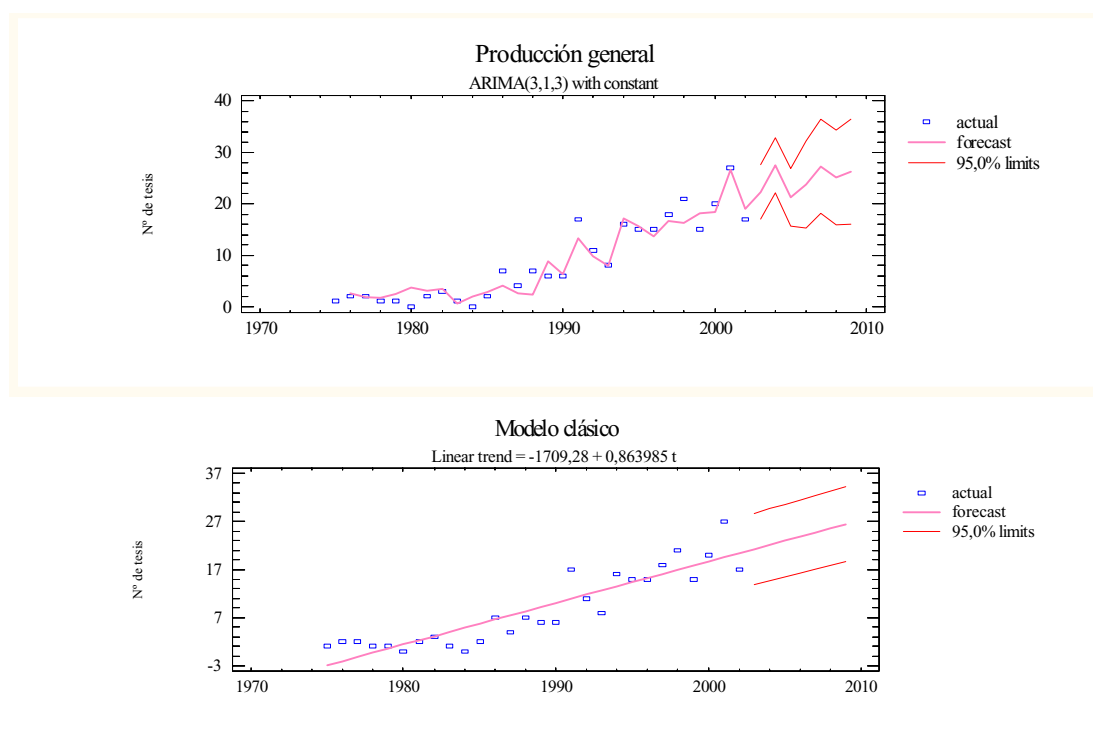 Producción general
ARIMA(3,1,3) with constant
Nº de tesis
40
30
20
10
0
1970 1980 1990 2000 2010
actual
forecast
95,0% limits
Modelo clásico
Linear trend = -1709,28 + 0,863985 t
Nº de tesis
37
27
17
7
-3
1970 1980 1990 2000 2010
actual
forecast
95,0% limits